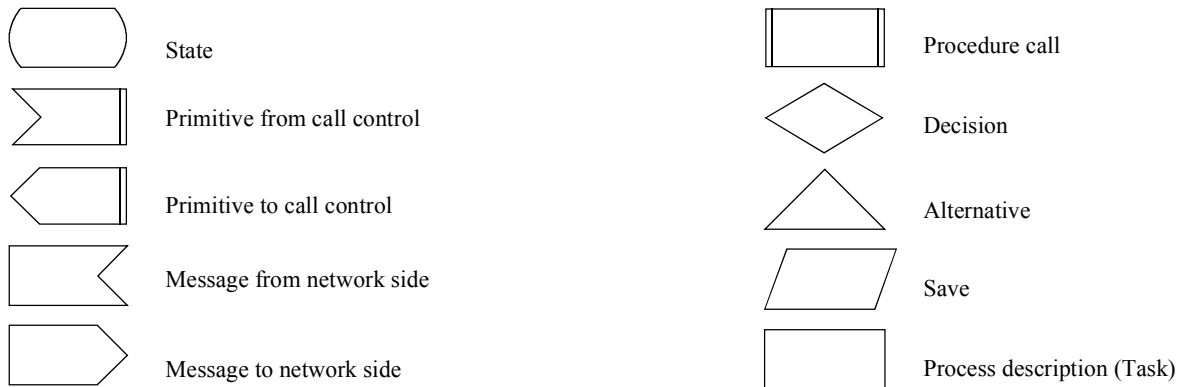 State
Primitive from call control
Primitive to call control
Message from network side
Message to network side
Procedure call
Decision
Alternative
Save
Process description (Task)